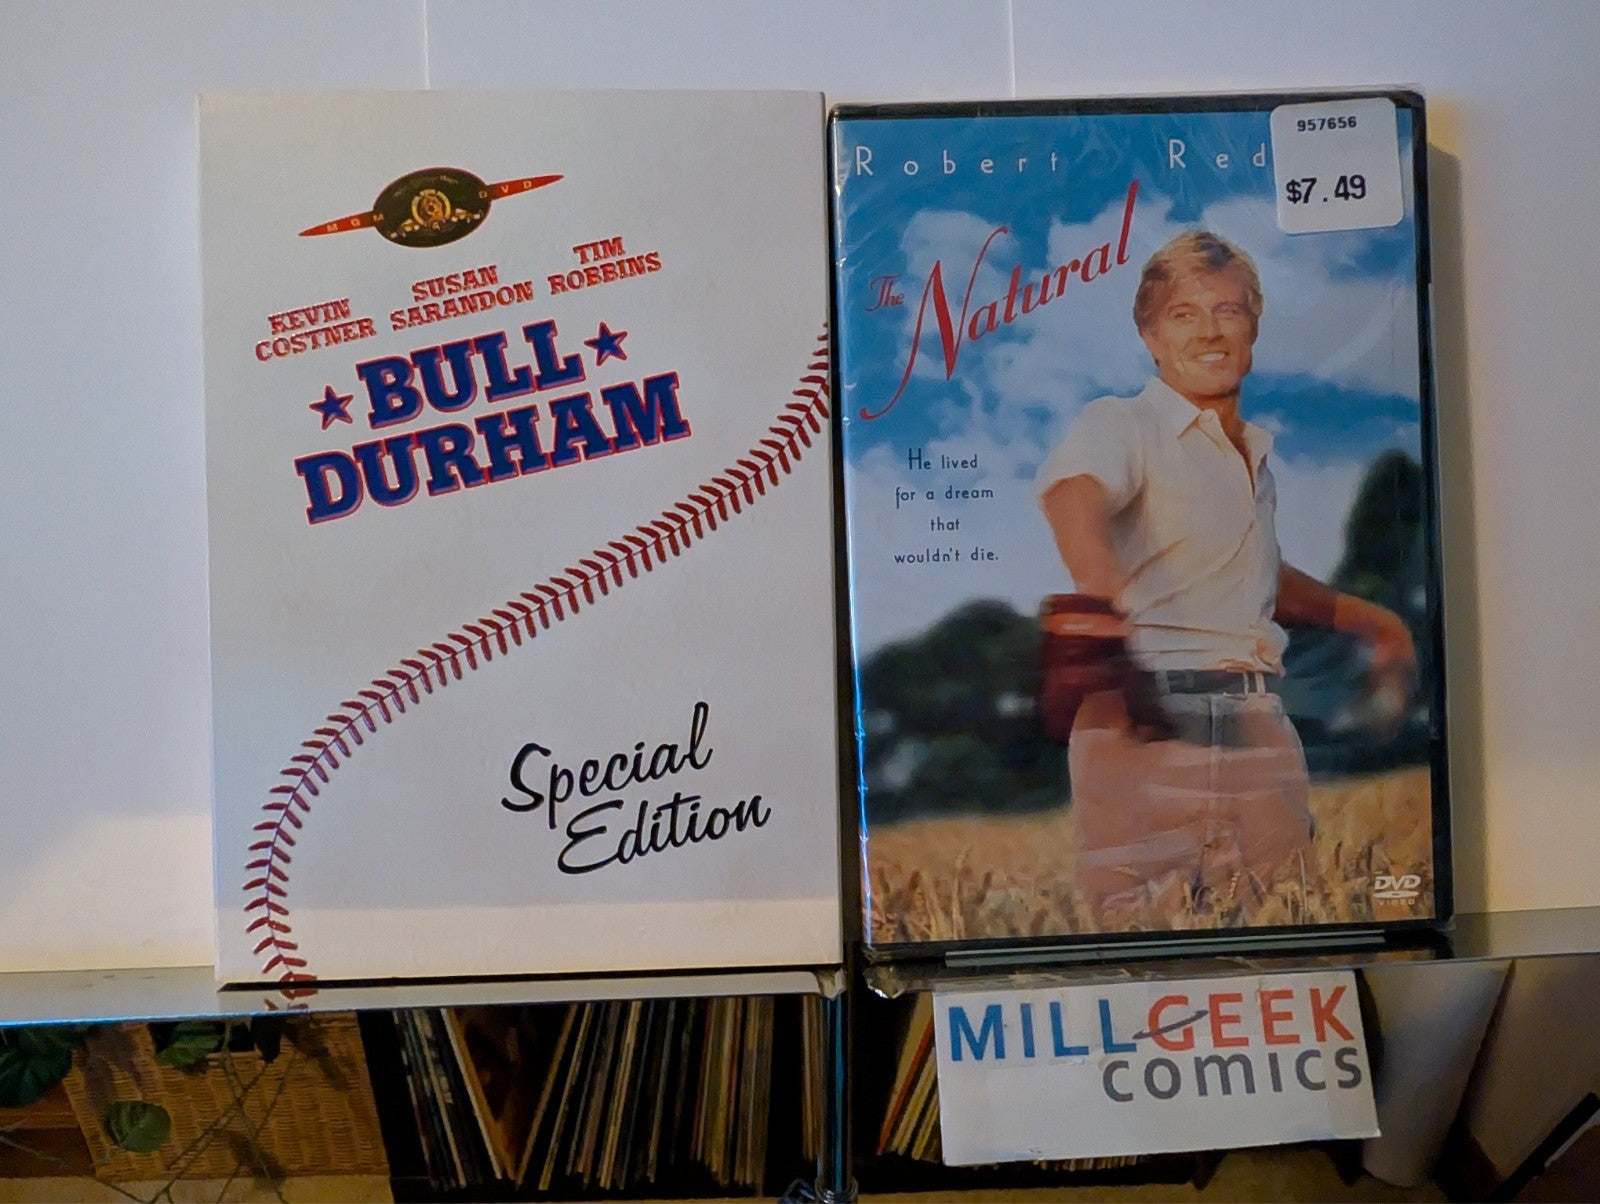 MGM DVD
KEVIN COSTNER
SUSAN SARANDON
TIM ROBBINS
★BULL★
DURHAM
Special
Edition
Robert Red
957656
$7.49
The Natural
He lived
for a dream
that
wouldn't die.
DVD
VIDEO
MILLGEEK
comics